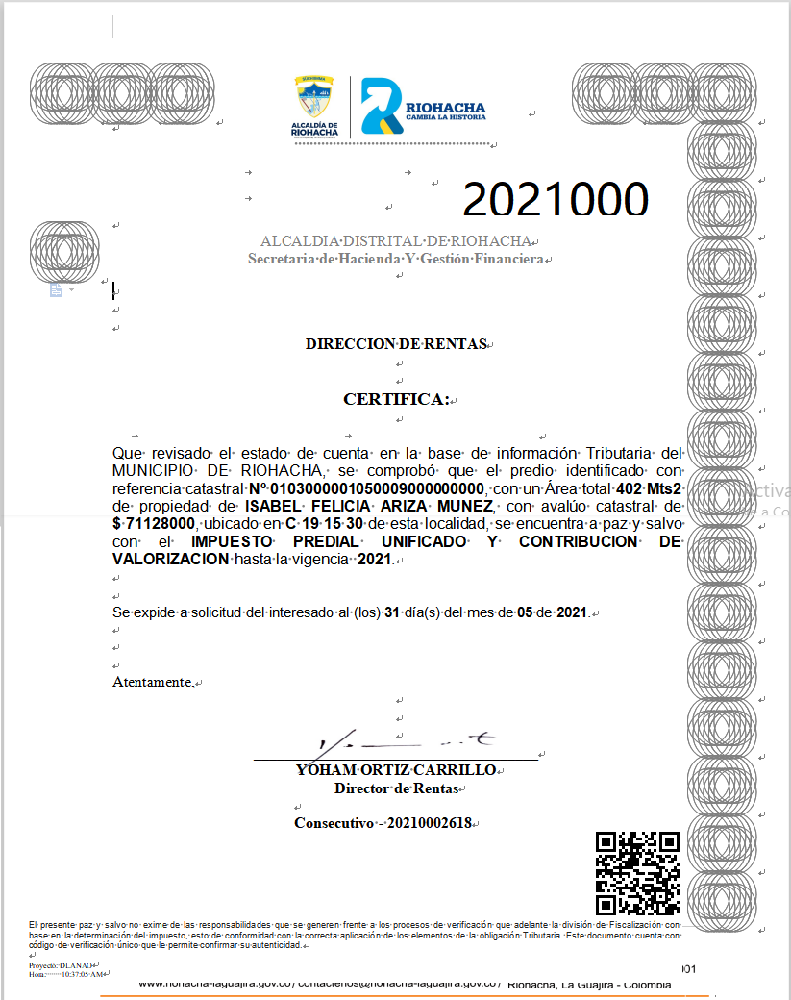 SUCHIIMMA
ALCALDÍA DE
RIOHACHA
RIOHACHA
CAMBIA LA HISTORIA
2021000
ALCALDIA DISTRITAL DE RIOHACHA
Secretaria de Hacienda Y Gestión Financiera
DIRECCION DE RENTAS
CERTIFICA:
Que revisado el estado de cuenta en la base de información Tributaria del
MUNICIPIO DE RIOHACHA, se comprobó que el predio identificado con
referencia catastral Nº 0103000001050009000000000, con un Área total 402 Mts2
de propiedad de ISABEL FELICIA ARIZA MUNEZ, con avalúo catastral de
$ 71128000, ubicado en C 19 15 30 de esta localidad, se encuentra a paz y salvo
con el IMPUESTO PREDIAL UNIFICADO Y CONTRIBUCION DE
VALORIZACION hasta la vigencia 2021.
Se expide a solicitud del interesado al (los) 31 día(s) del mes de 05 de 2021.
Atentamente,
YOHAM ORTIZ CARRILLO
Director de Rentas
Consecutivo - 20210002618
El presente paz y salvo no exime de las responsabilidades que se generen frente a los procesos de verificación que adelante la división de Fiscalización con
base en la determinación del impuesto, esto de conformidad con la correcta aplicación de los elementos de la obligación Tributaria. Este documento cuenta con
código de verificación único que le permite confirmar su autenticidad.
Proyectó: DLANAO
Hora: 10:37:05 AM
001
www.riohacha-laguajira.gov.co / contactenos@riohacha-laguajira.gov.co / Riohacha, La Guajira - Colombia